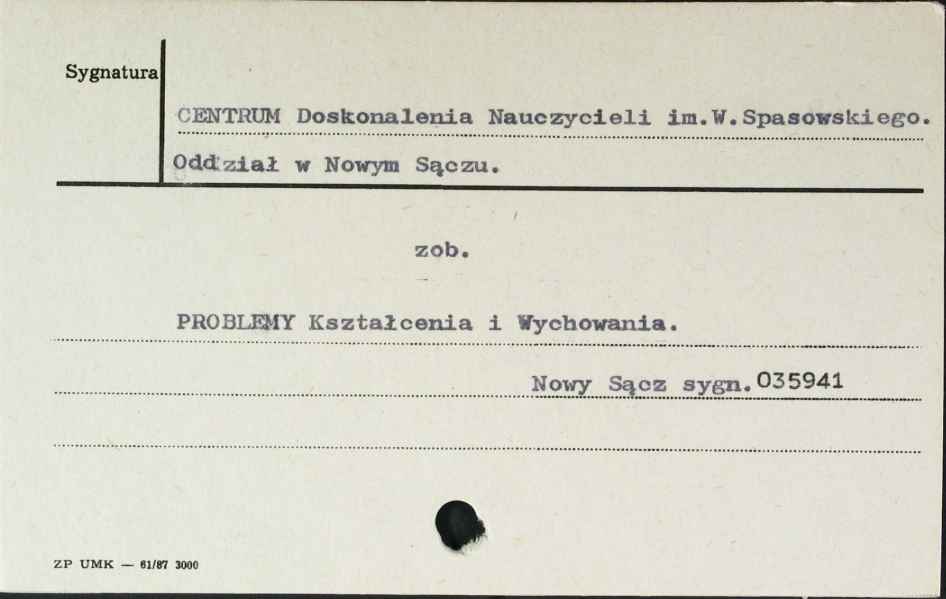 Sygnatura
CENTRUM Doskonalenia Nauczycieli im.W.Spasowskiego.
Oddział w Nowym Sączu.
zob.
PROBLEMY Kształcenia i Wychowania.
Nowy Sącz sygn.035941
ZP UMK — 61/87 3000